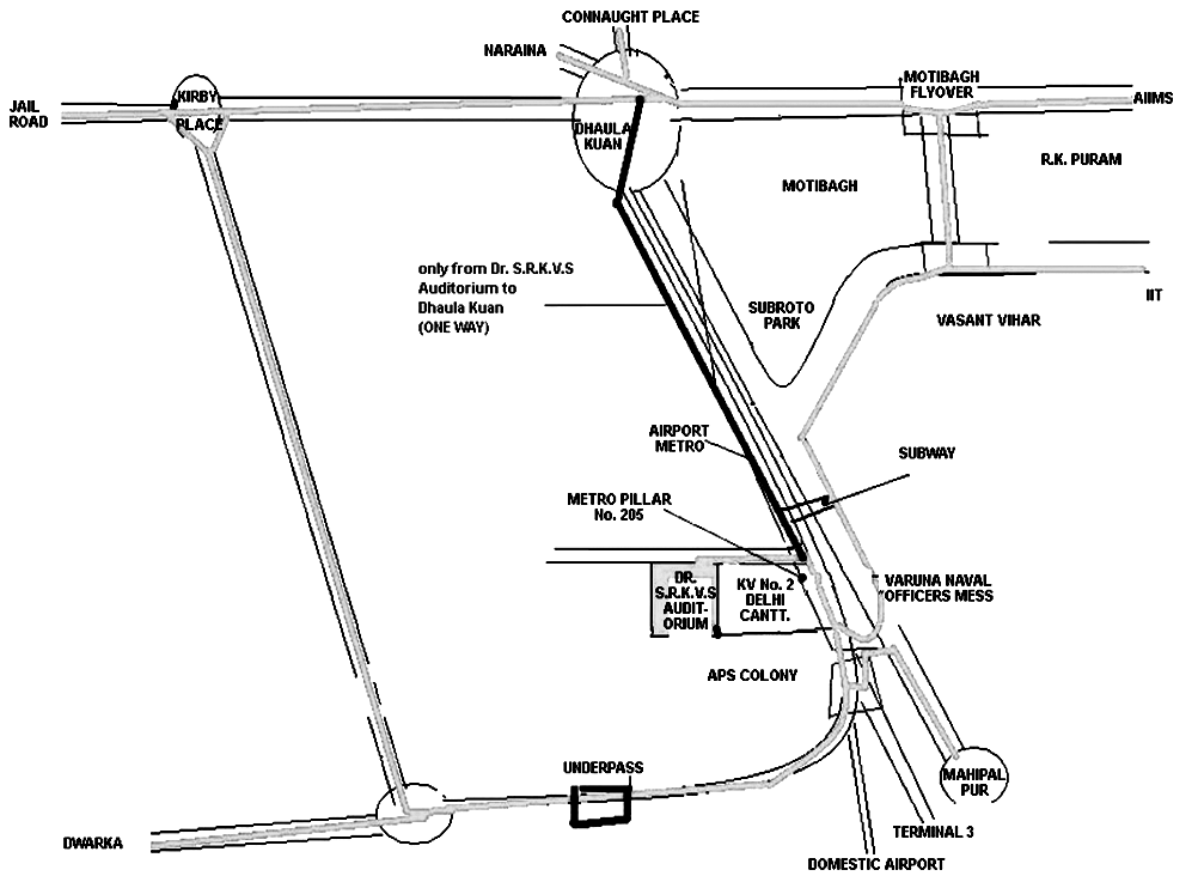 CONNAUGHT PLACE
NARAINA
MOTIBAGH
FLYOVER
KIRBY
PLACE
JAIL
ROAD
AIIMS
DHAULA
KUAN
R.K. PURAM
MOTIBAGH
only from Dr. S.R.K.V.S
Auditorium to
Dhaula Kuan
(ONE WAY)
SUBROTO
PARK
IIT
VASANT VIHAR
AIRPORT
METRO
SUBWAY
METRO PILLAR
No. 205
DR.
S.R.K.V.S
AUDIT-
ORIUM
KV No. 2
DELHI
CANTT.
VARUNA NAVAL
OFFICERS MESS
APS COLONY
UNDERPASS
MAHIPAL
PUR
DWARKA
TERMINAL 3
DOMESTIC AIRPORT